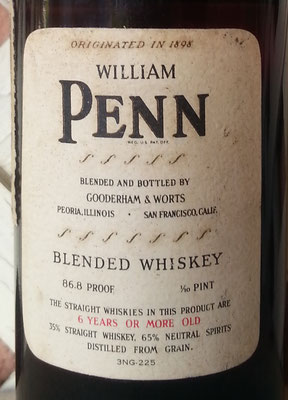 ORIGINATED IN 1898
WILLIAM
PENN
REG. U.S. PAT. OFF.
BLENDED AND BOTTLED BY
GOODERHAM & WORTS
PEORIA, ILLINOIS • SAN FRANCISCO, CALIF.
BLENDED WHISKEY
86.8 PROOF 1/10 PINT
THE STRAIGHT WHISKIES IN THIS PRODUCT ARE
6 YEARS OR MORE OLD
35% STRAIGHT WHISKEY, 65% NEUTRAL SPIRITS
DISTILLED FROM GRAIN.
3NG-225